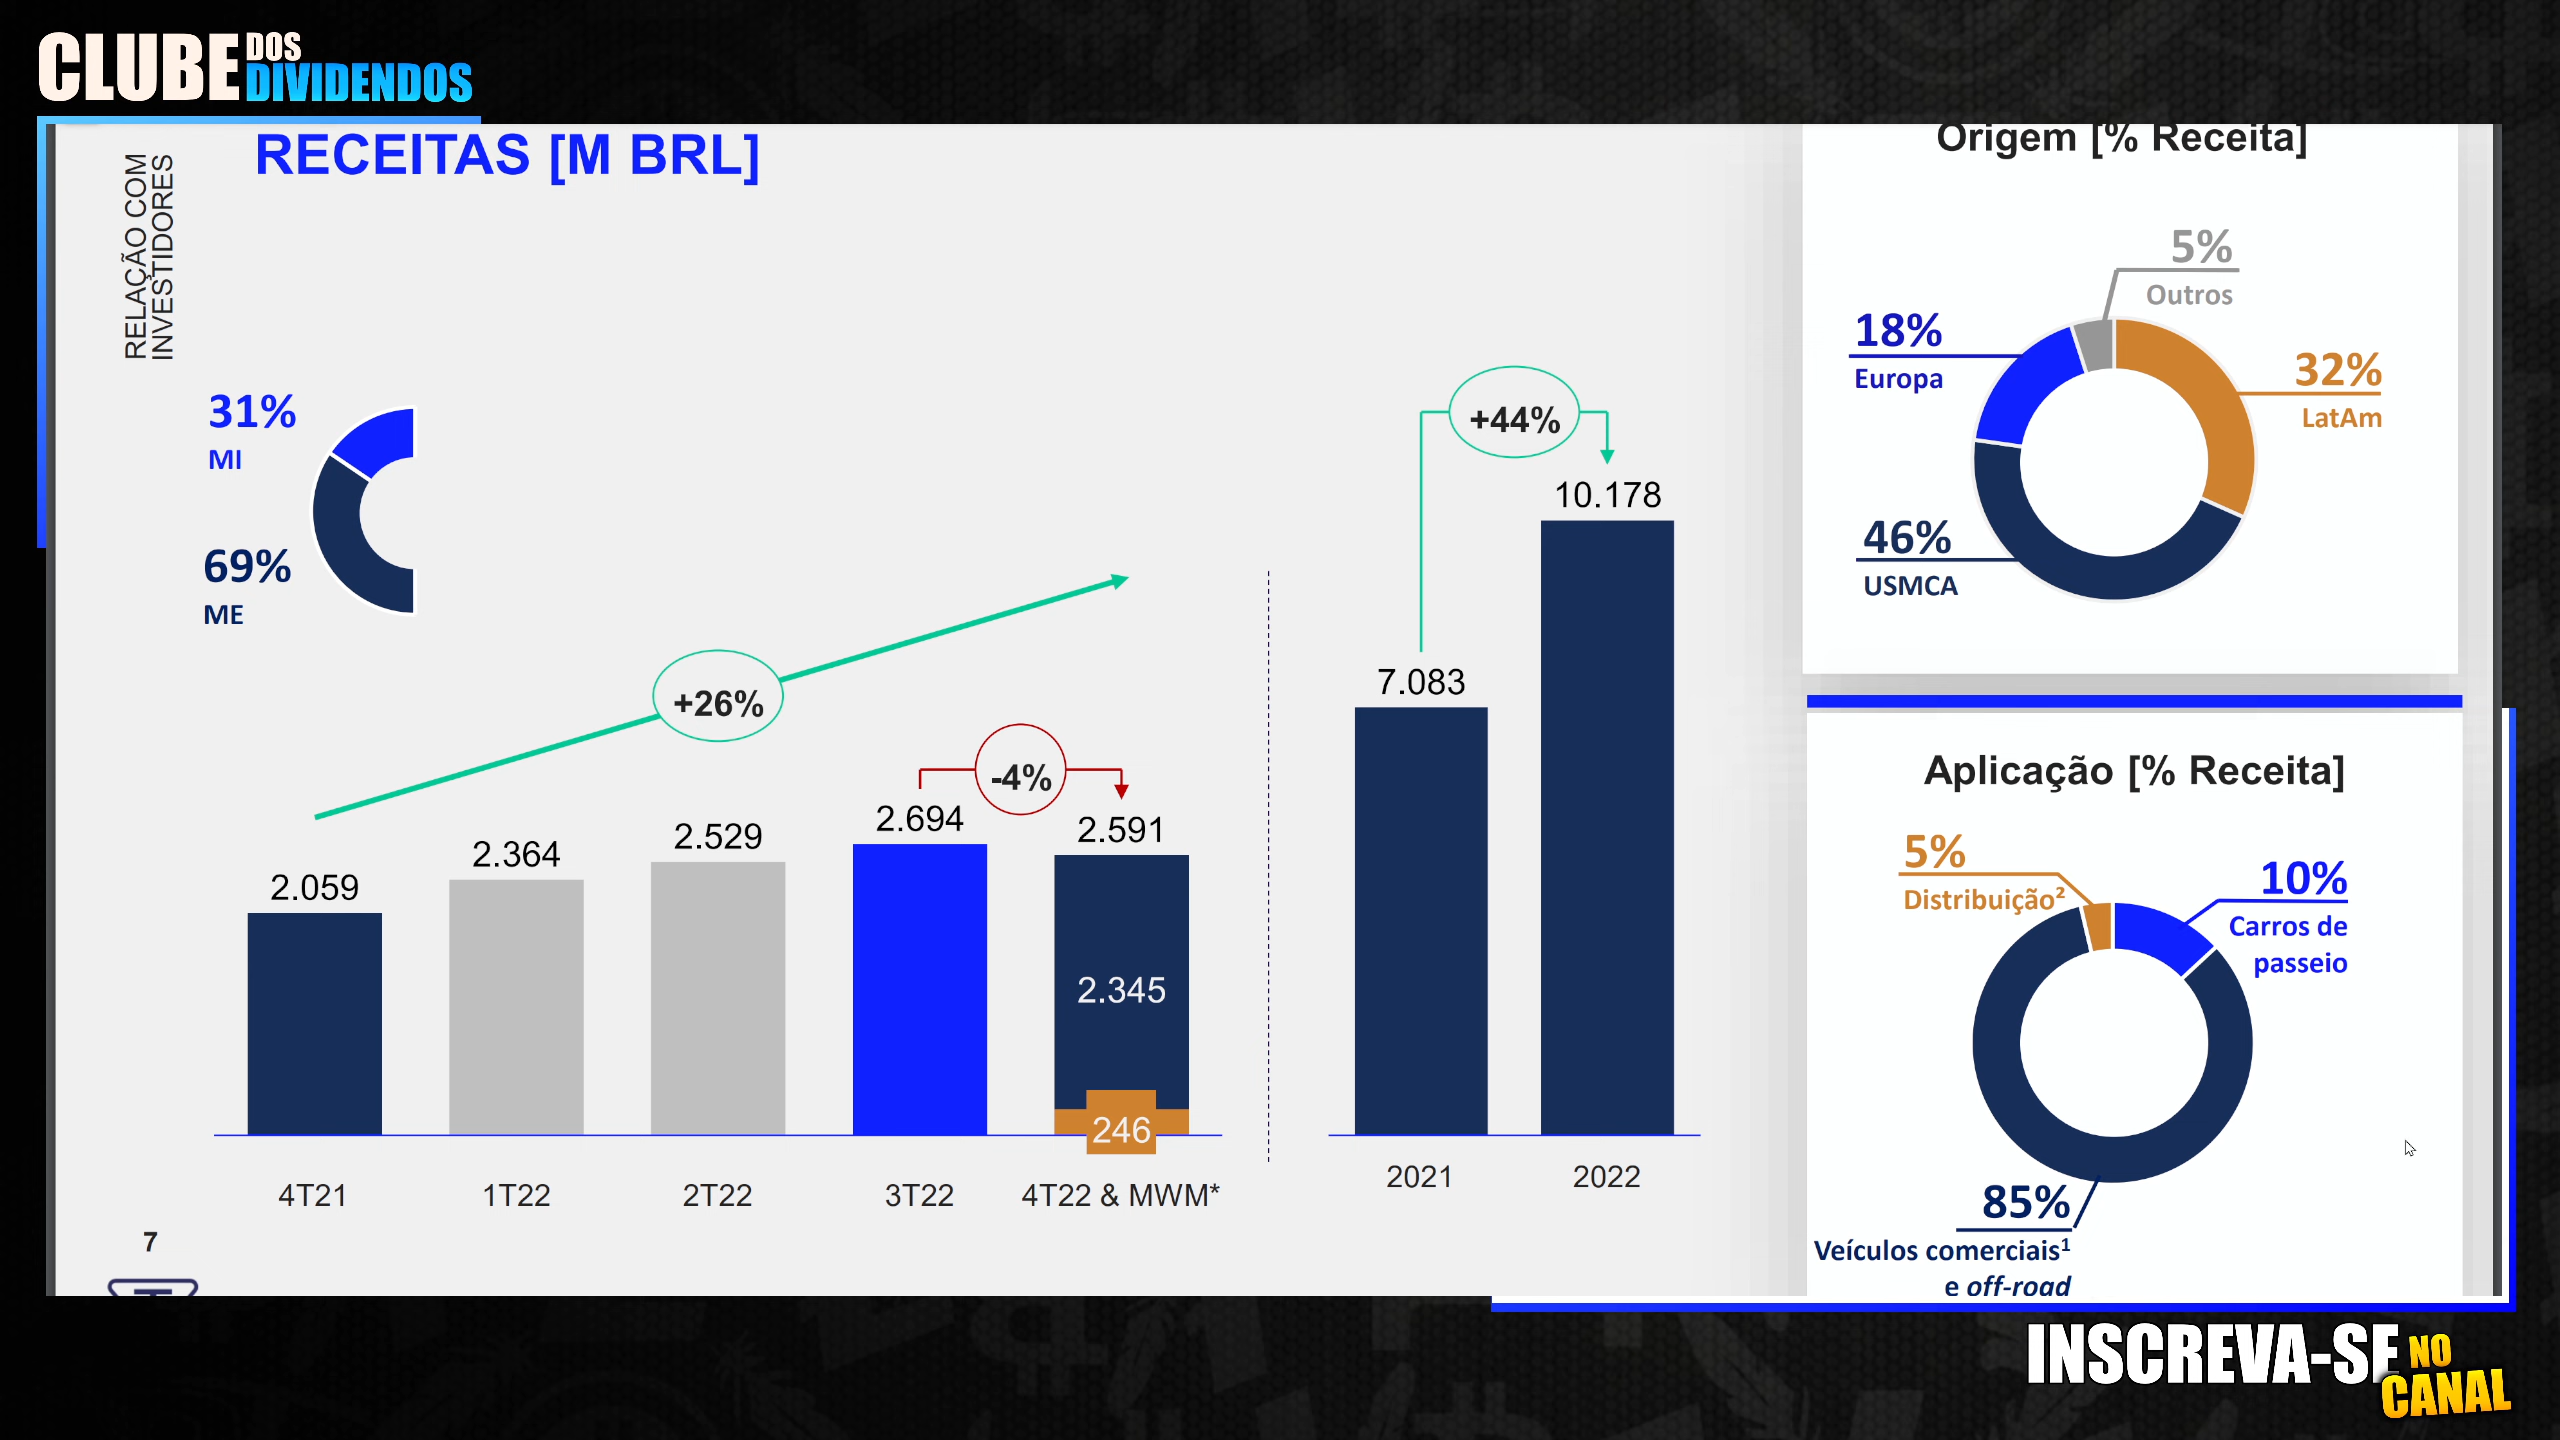 CLUBE DOS DIVIDENDOS
RELAÇÃO COM
INVESTIDORES
RECEITAS [M BRL]
31%
MI
69%
ME
+26%
-4%
2.059
2.364
2.529
2.694
2.591
2.345
246
4T21
1T22
2T22
3T22
4T22 & MWM*
+44%
7.083
10.178
2021
2022
7
Origem [% Receita]
5%
Outros
18%
Europa
32%
LatAm
46%
USMCA
Aplicação [% Receita]
5%
Distribuição²
10%
Carros de
passeio
85%
Veículos comerciais¹
e off-road
INSCREVA-SE NO
CANAL